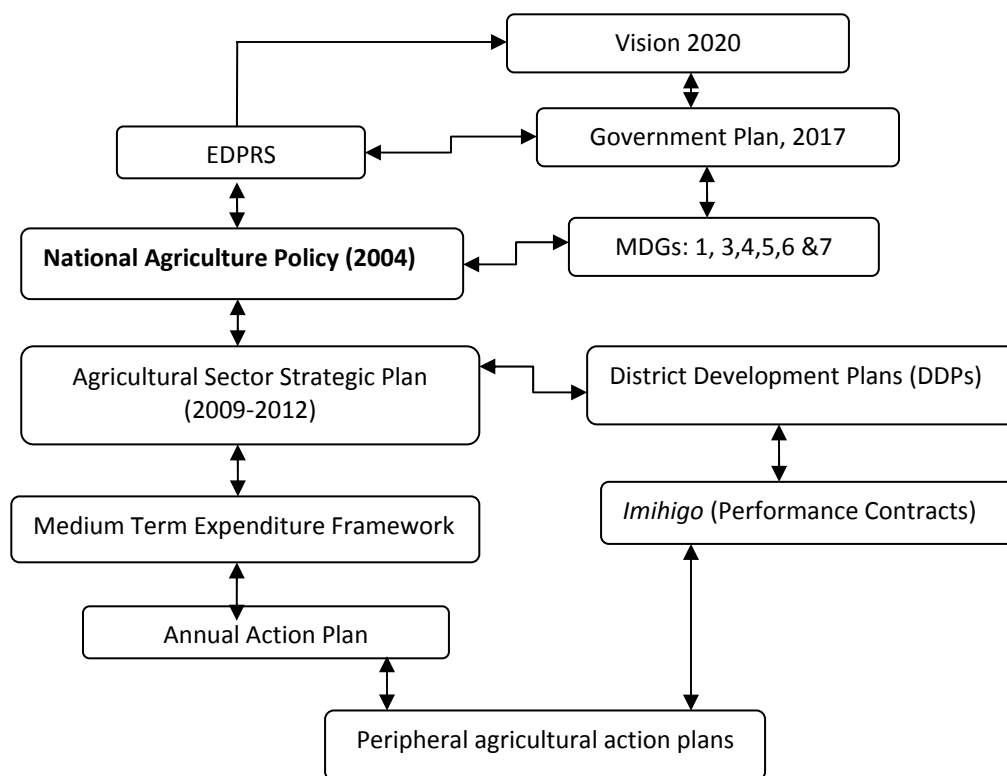 Vision 2020
Government Plan, 2017
EDPRS
National Agriculture Policy (2004)
MDGs: 1, 3,4,5,6 &7
Agricultural Sector Strategic Plan
(2009-2012)
District Development Plans (DDPs)
Medium Term Expenditure Framework
Imihigo (Performance Contracts)
Annual Action Plan
Peripheral agricultural action plans